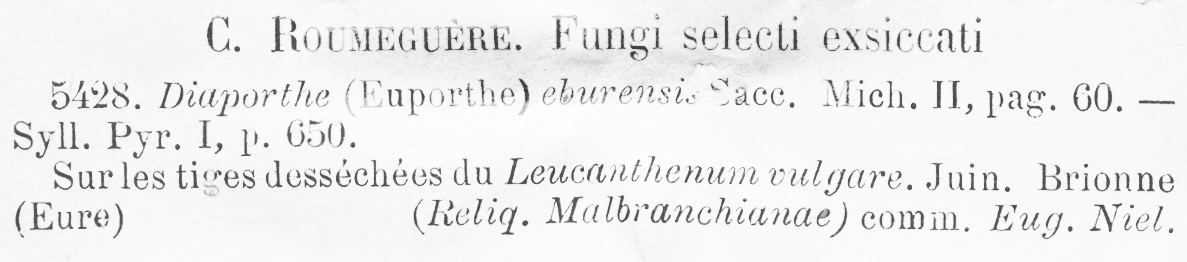 C. ROUMEGUÈRE. Fungi selecti exsiccati
5428. Diaporthe (Euporthe) eburensis Sacc. Mich. II, pag. 60. —
Syll. Pyr. I, p. 650.
Sur les tiges desséchées du Leucanthenum vulgare. Juin. Brionne
(Eure) (Reliq. Malbranchianae) comm. Eug. Niel.